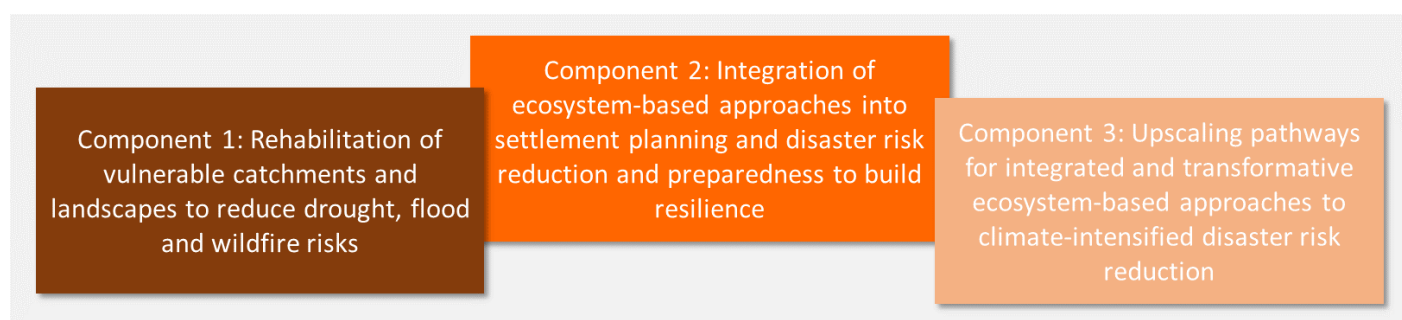 Component 1: Rehabilitation of
vulnerable catchments and
landscapes to reduce drought, flood
and wildfire risks
Component 2: Integration of
ecosystem-based approaches into
settlement planning and disaster risk
reduction and preparedness to build
resilience
Component 3: Upscaling pathways
for integrated and transformative
ecosystem-based approaches to
climate-intensified disaster risk
reduction